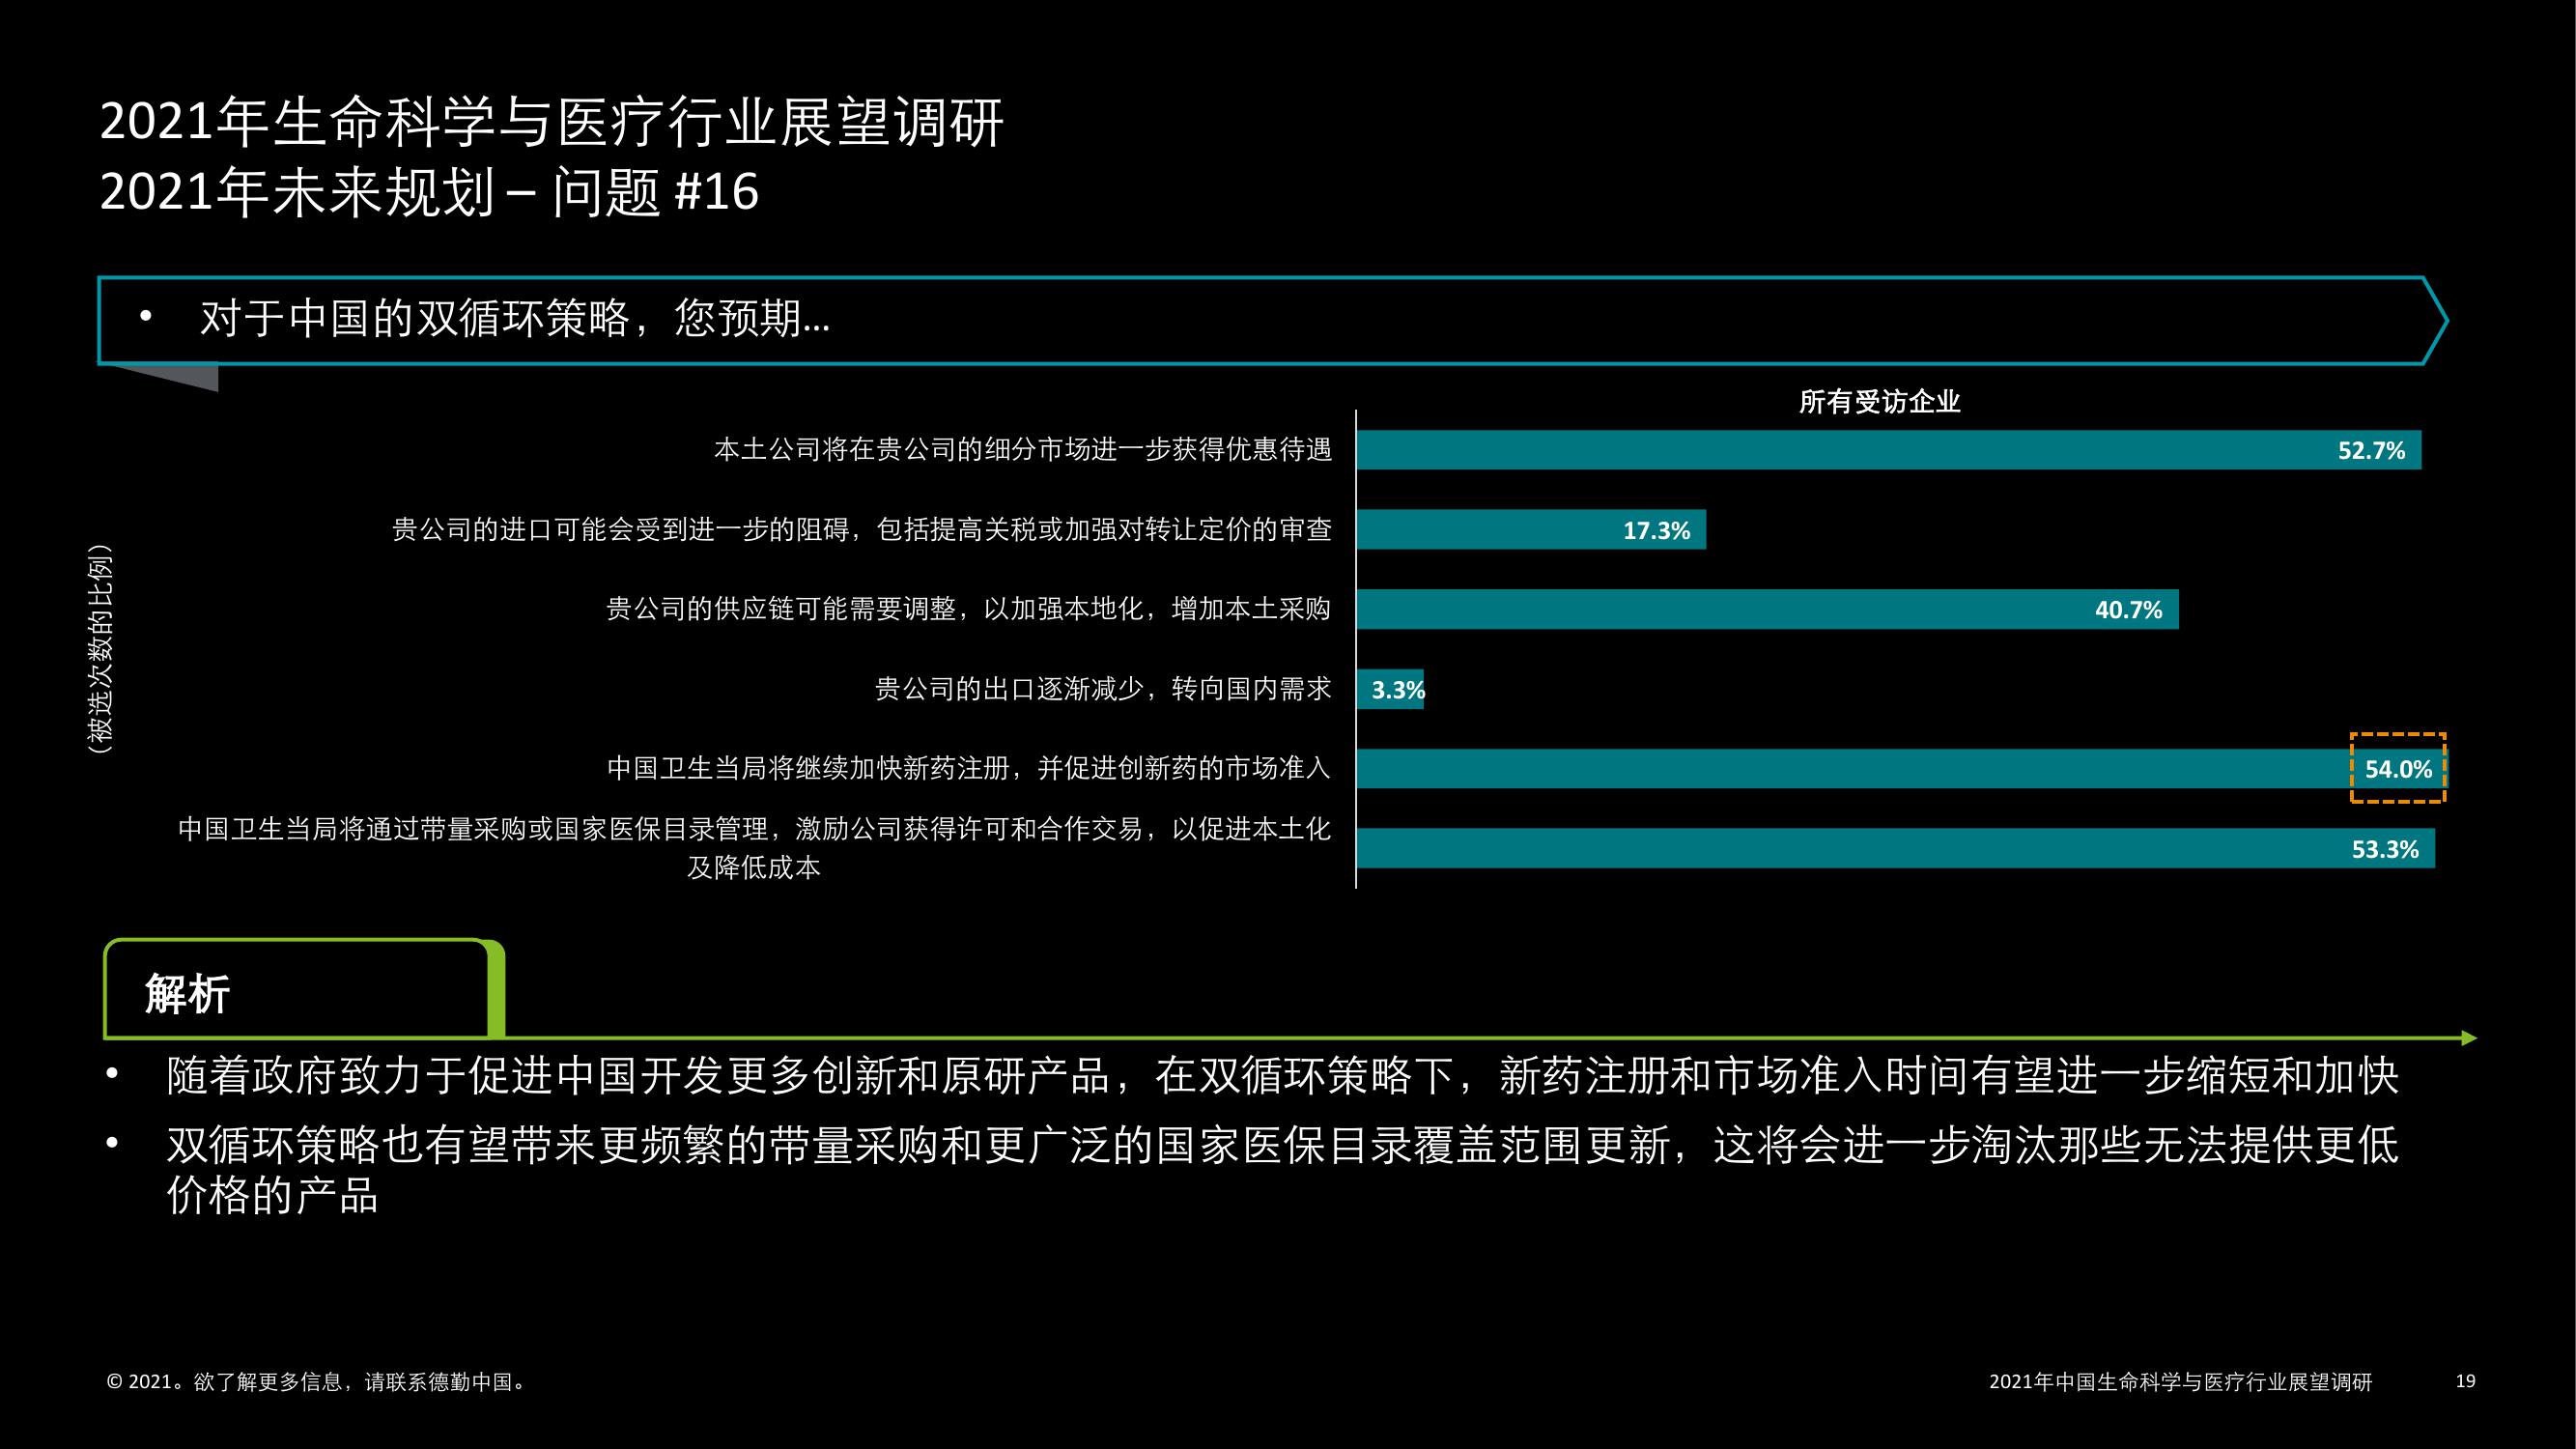 2021年生命科学与医疗行业展望调研
2021年未来规划 – 问题 #16
• 对于中国的双循环策略，您预期...
所有受访企业
（被选次数的比例）
本土公司将在贵公司的细分市场进一步获得优惠待遇
52.7%
贵公司的进口可能会受到进一步的阻碍，包括提高关税或加强对转让定价的审查
17.3%
贵公司的供应链可能需要调整，以加强本地化，增加本土采购
40.7%
贵公司的出口逐渐减少，转向国内需求
3.3%
中国卫生当局将继续加快新药注册，并促进创新药的市场准入
54.0%
中国卫生当局将通过带量采购或国家医保目录管理，激励公司获得许可和合作交易，以促进本土化
及降低成本
53.3%
解析
• 随着政府致力于促进中国开发更多创新和原研产品，在双循环策略下，新药注册和市场准入时间有望进一步缩短和加快
• 双循环策略也有望带来更频繁的带量采购和更广泛的国家医保目录覆盖范围更新，这将会进一步淘汰那些无法提供更低
价格的产品
© 2021。欲了解更多信息，请联系德勤中国。
2021年中国生命科学与医疗行业展望调研
19